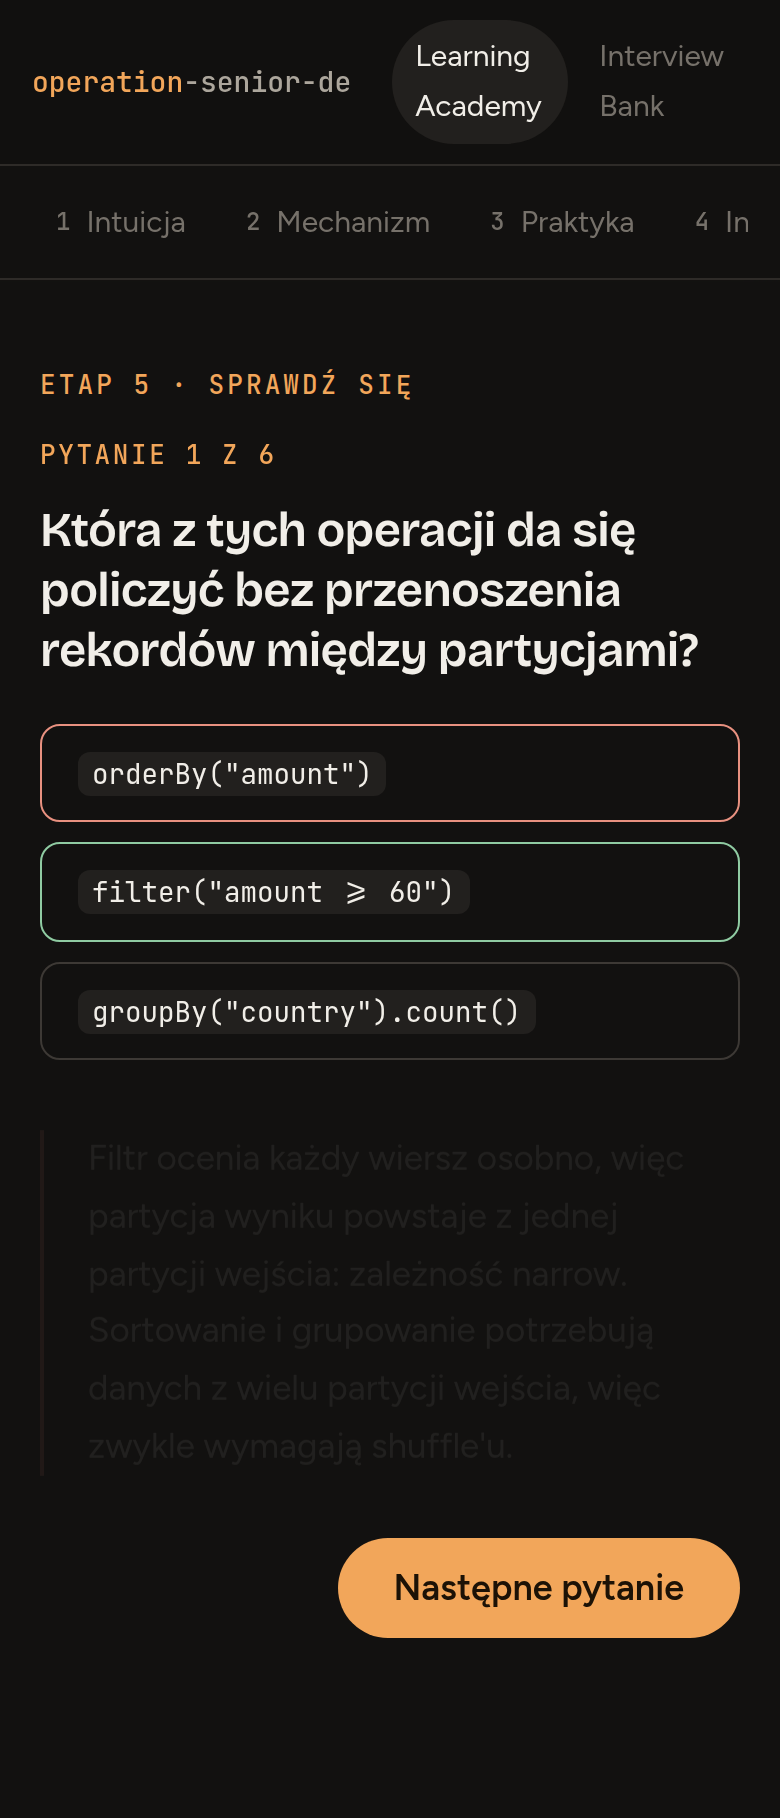 operation-senior-de
Learning Academy
Interview Bank
1 Intuicja 2 Mechanizm 3 Praktyka 4 In
ETAP 5 · SPRAWDŹ SIĘ
PYTANIE 1 Z 6
Która z tych operacji da się
policzyć bez przenoszenia
rekordów między partycjami?
orderBy("amount")
filter("amount >= 60")
groupBy("country").count()
Filtr ocenia każdy wiersz osobno, więc
partycja wyniku powstaje z jednej
partycji wejścia: zależność narrow.
Sortowanie i grupowanie potrzebują
danych z wielu partycji wejścia, więc
zwykle wymagają shuffle'u.
Następne pytanie